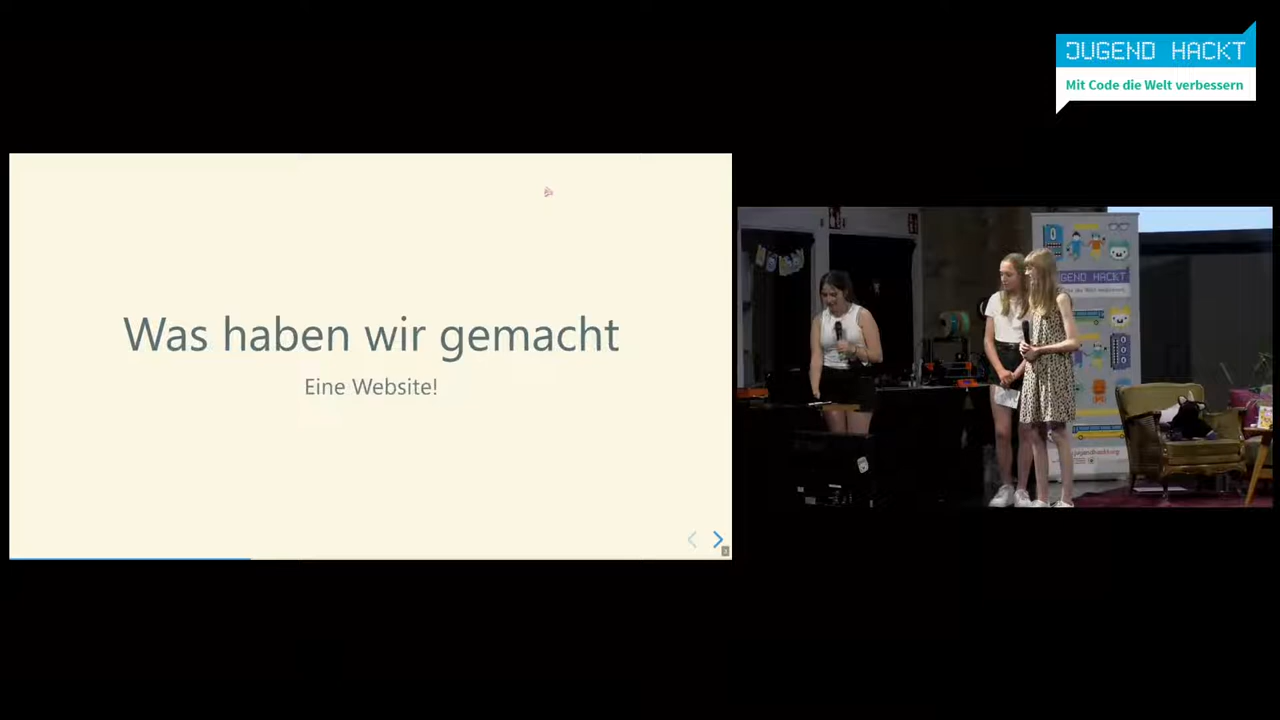 JUGEND HACKT
Mit Code die Welt verbessern
Was haben wir gemacht
Eine Website!